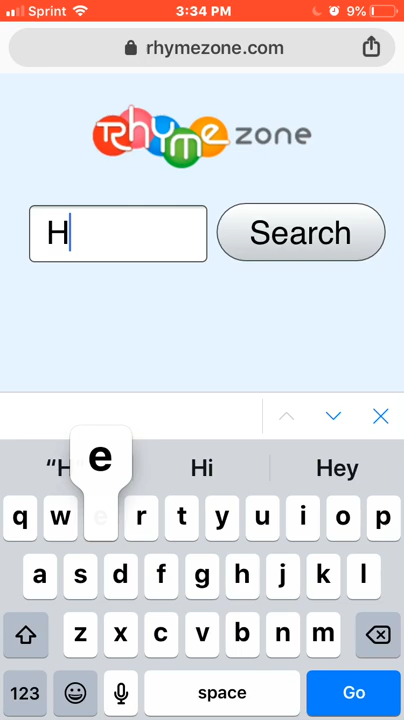 Sprint 3:34 PM 9%
rhymezone.com
Rhyme zone
H Search
e
“H” Hi Hey
q w e r t y u i o p
a s d f g h j k l
z x c v b n m
123 space Go